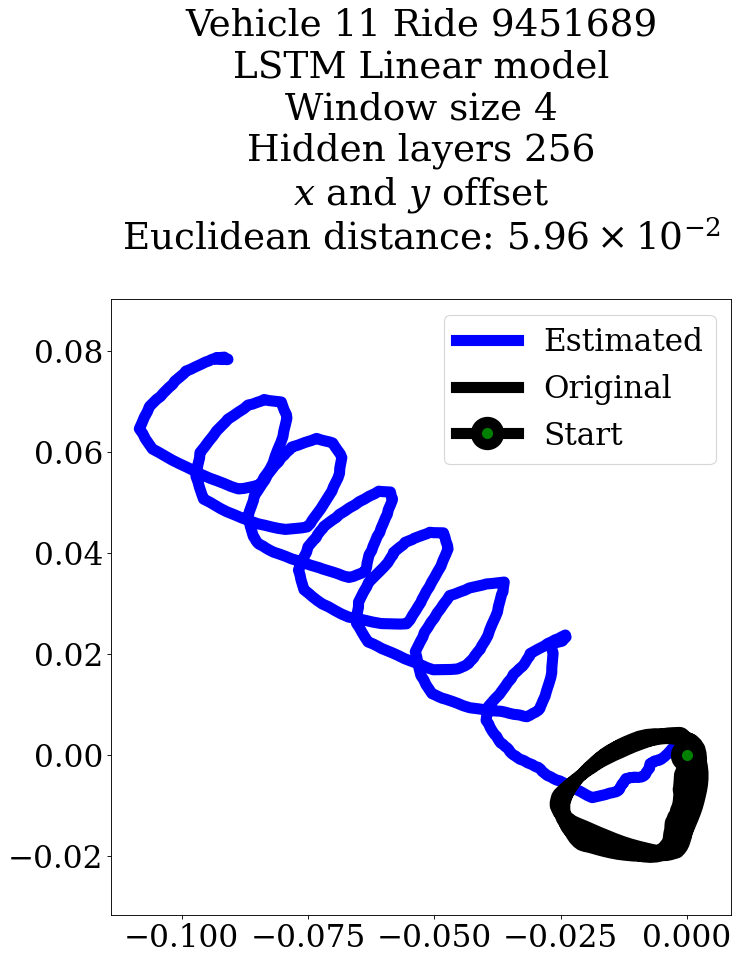 Vehicle 11 Ride 9451689
LSTM Linear model
Window size 4
Hidden layers 256
x and y offset
Euclidean distance: 5.96 × 10⁻²
Estimated
Original
Start
0.08
0.06
0.04
0.02
0.00
−0.02
−0.100 −0.075 −0.050 −0.025 0.000